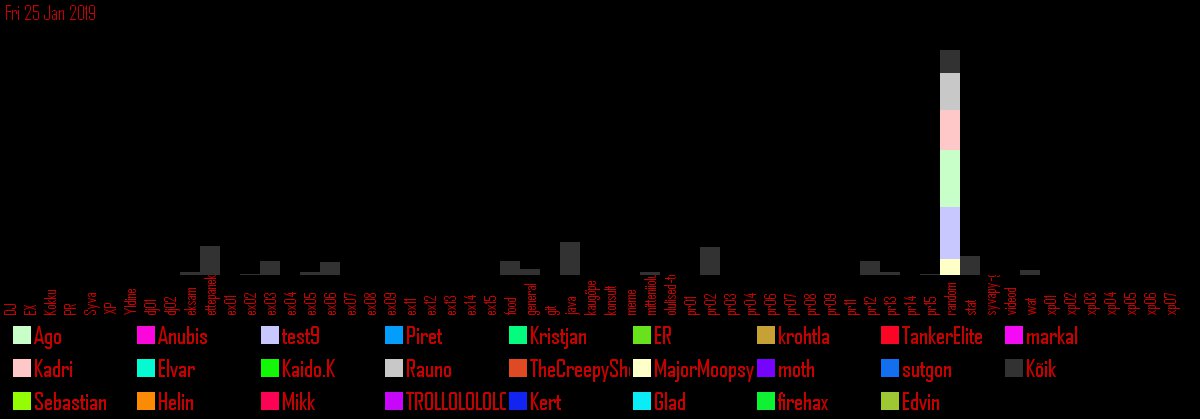 Fri 25 Jan 2019
DJ EX Kokku PR Syva XP Yldine dj01 dj02 eksam ettepanek ex01 ex02 ex03 ex04 ex05 ex06 ex07 ex08 ex09 ex11 ex12 ex13 ex14 ex15 food general git java kaugõpe konsult meme mitteniiolu olulised-h pr01 pr02 pr03 pr04 pr06 pr07 pr08 pr09 pr11 pr12 pr13 pr14 pr15 random stat videod wat xp01 xp02 xp03 xp04 xp05 xp06 xp07
Ago Anubis test9 Piret Kristjan ER krohtla TankerElite markal
Kadri Elvar Kaido.K Rauno TheCreepySh MajorMoopsy moth sutgon Kõik
Sebastian Helin Mikk TROLLOLOLOLO Kert Glad firehax Edvin